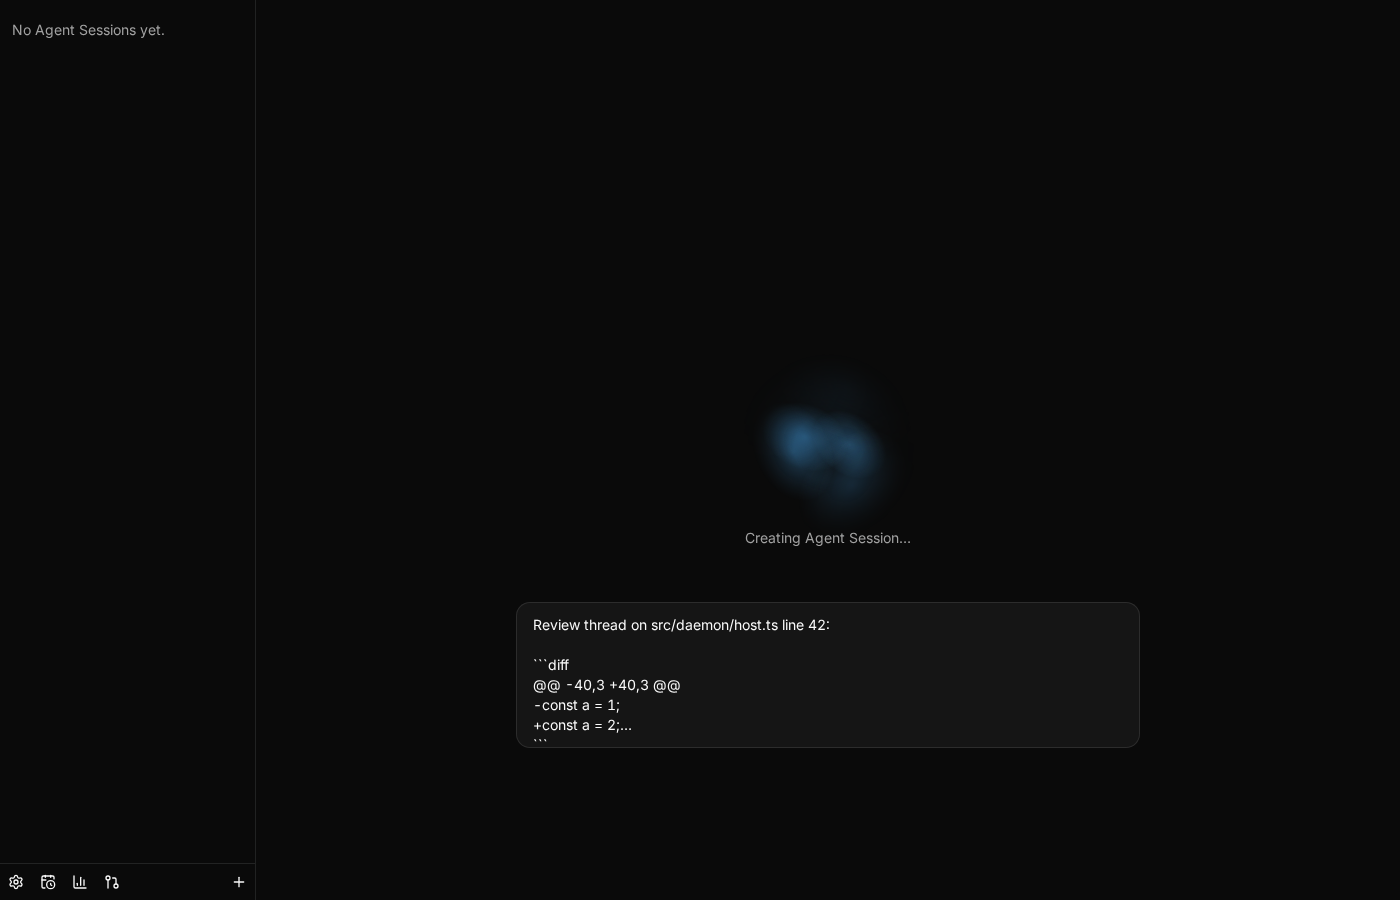 No Agent Sessions yet.
Creating Agent Session...
Review thread on src/daemon/host.ts line 42:
```diff
@@ -40,3 +40,3 @@
-const a = 1;
+const a = 2;...
```